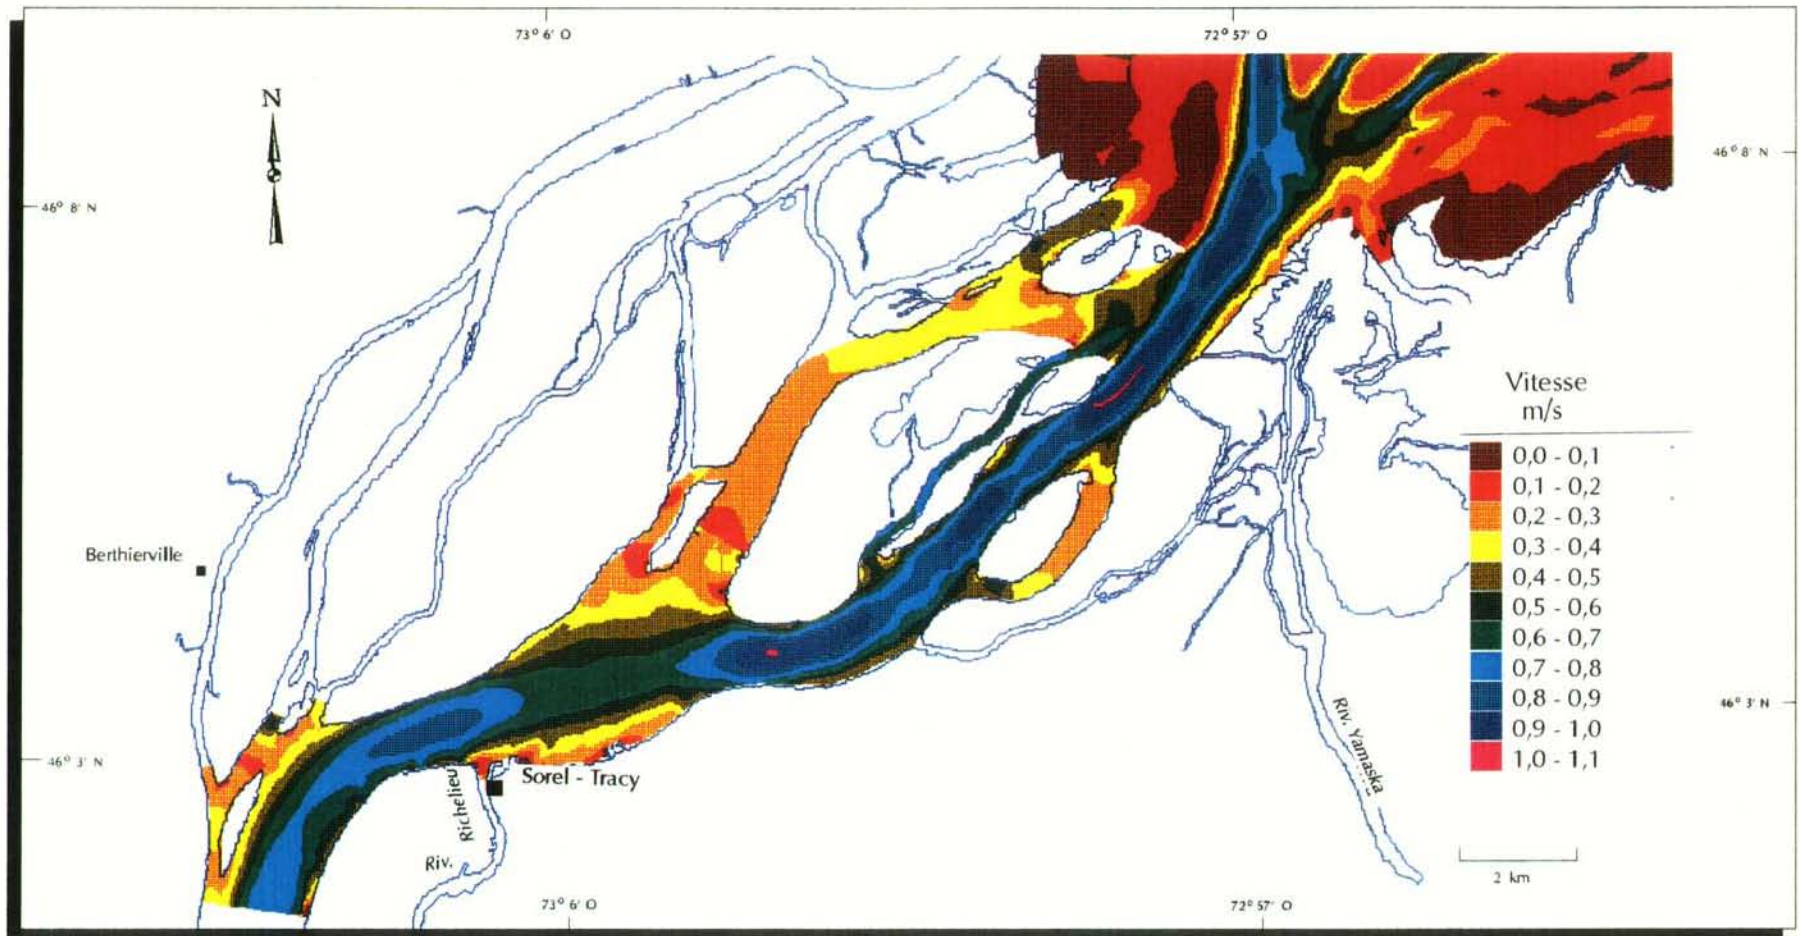 73° 6' O
72° 57' O
N
46° 8' N
46° 8' N
Vitesse
m/s
0,0 - 0,1
0,1 - 0,2
0,2 - 0,3
0,3 - 0,4
0,4 - 0,5
0,5 - 0,6
0,6 - 0,7
0,7 - 0,8
0,8 - 0,9
0,9 - 1,0
1,0 - 1,1
Berthierville
46° 3' N
46° 3' N
Sorel - Tracy
Riv. Richelieu
Riv. Yamaska
2 km
73° 6' O
72° 57' O